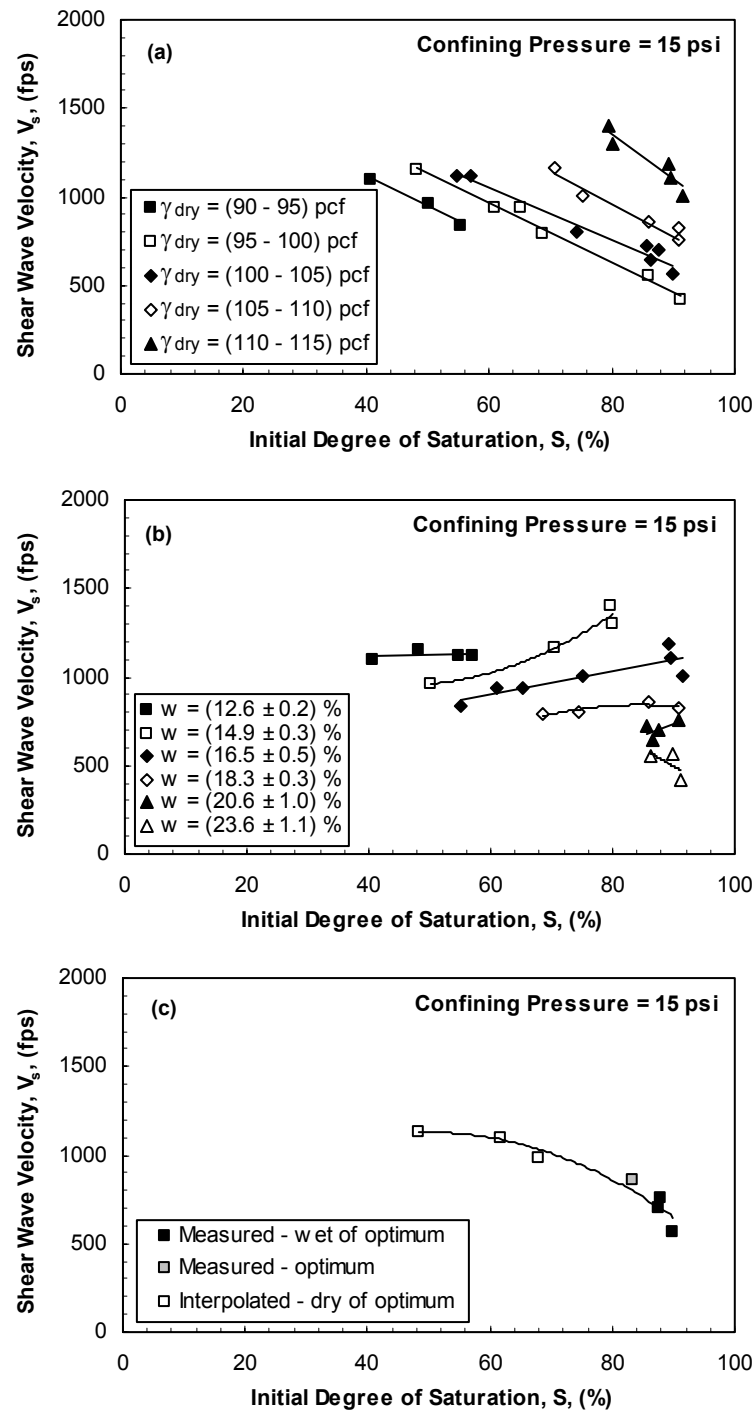 2000
(a)
Confining Pressure = 15 psi
1500
1000
500
0
γ dry = (90 - 95) pcf
γ dry = (95 - 100) pcf
γ dry = (100 - 105) pcf
γ dry = (105 - 110) pcf
γ dry = (110 - 115) pcf
Shear Wave Velocity, Vs, (fps)
0 20 40 60 80 100
Initial Degree of Saturation, S, (%)
2000
(b)
Confining Pressure = 15 psi
1500
1000
500
0
w = (12.6 ± 0.2) %
w = (14.9 ± 0.3) %
w = (16.5 ± 0.5) %
w = (18.3 ± 0.3) %
w = (20.6 ± 1.0) %
w = (23.6 ± 1.1) %
Shear Wave Velocity, Vs, (fps)
0 20 40 60 80 100
Initial Degree of Saturation, S, (%)
2000
(c)
Confining Pressure = 15 psi
1500
1000
500
0
Measured - wet of optimum
Measured - optimum
Interpolated - dry of optimum
Shear Wave Velocity, Vs, (fps)
0 20 40 60 80 100
Initial Degree of Saturation, S, (%)